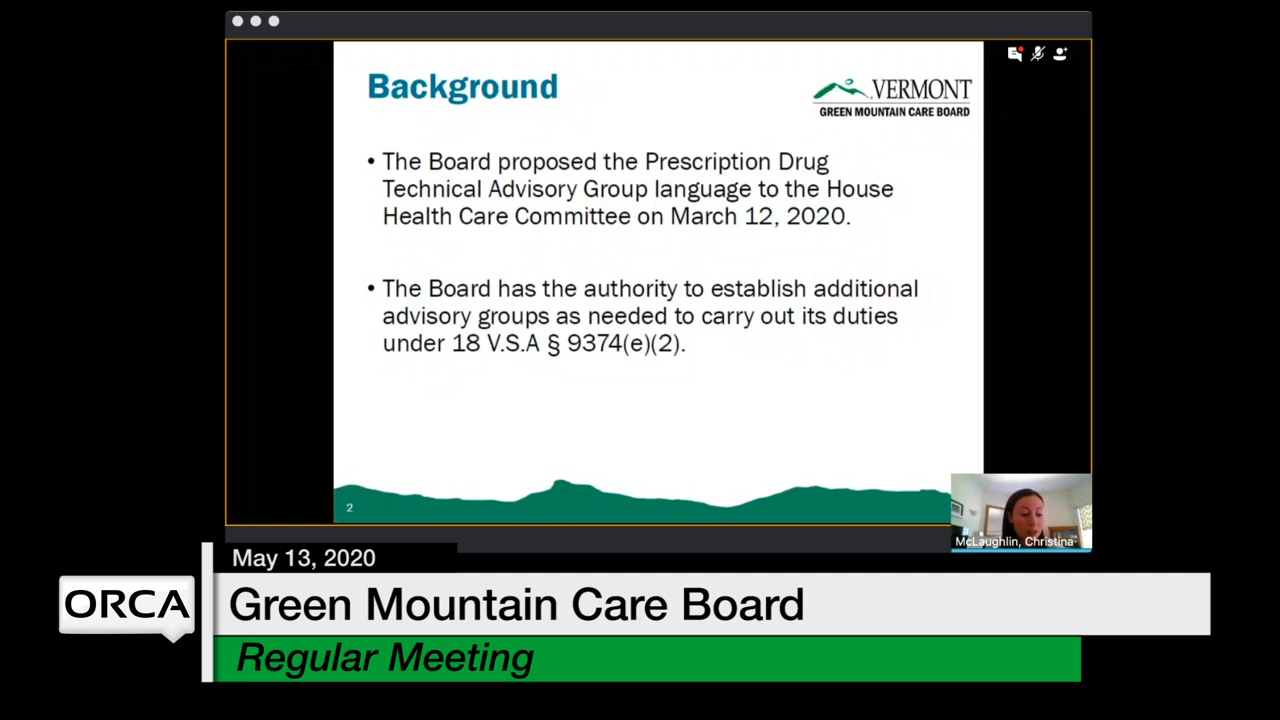 Background
VERMONT
GREEN MOUNTAIN CARE BOARD
• The Board proposed the Prescription Drug
Technical Advisory Group language to the House
Health Care Committee on March 12, 2020.
• The Board has the authority to establish additional
advisory groups as needed to carry out its duties
under 18 V.S.A § 9374(e)(2).
2
McLaughlin, Christina
May 13, 2020
ORCA
Green Mountain Care Board
Regular Meeting